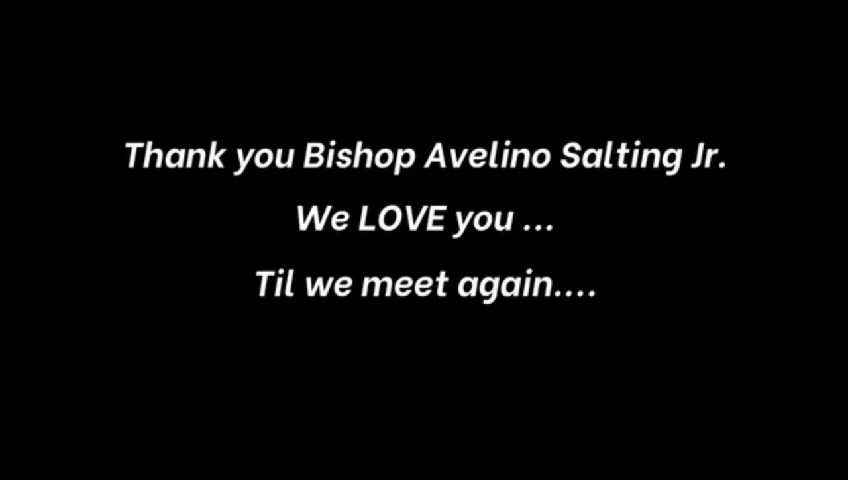 Thank you Bishop Avelino Salting Jr.
We LOVE you ...
Til we meet again....